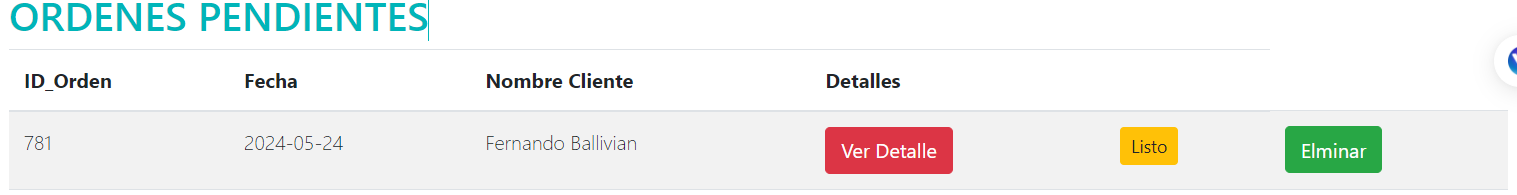 ORDENES PENDIENTES
ID_Orden Fecha Nombre Cliente Detalles
781 2024-05-24 Fernando Ballivian Ver Detalle Listo Elminar